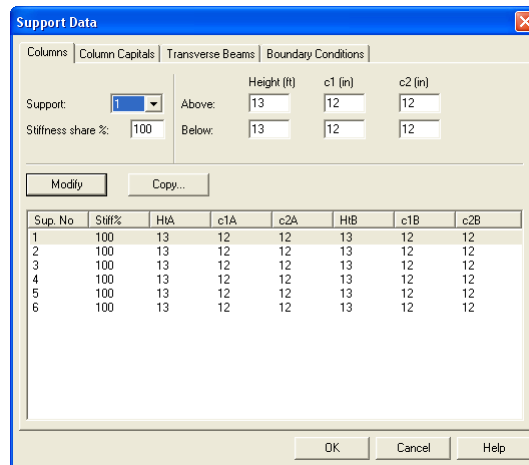 Support Data
Columns Column Capitals Transverse Beams Boundary Conditions
Height (ft) c1 (in) c2 (in)
Support: 1 Above: 13 12 12
Stiffness share %: 100 Below: 13 12 12
Modify Copy...
Sup. No Stiff% HtA c1A c2A HtB c1B c2B
1 100 13 12 12 13 12 12
2 100 13 12 12 13 12 12
3 100 13 12 12 13 12 12
4 100 13 12 12 13 12 12
5 100 13 12 12 13 12 12
6 100 13 12 12 13 12 12
OK Cancel Help